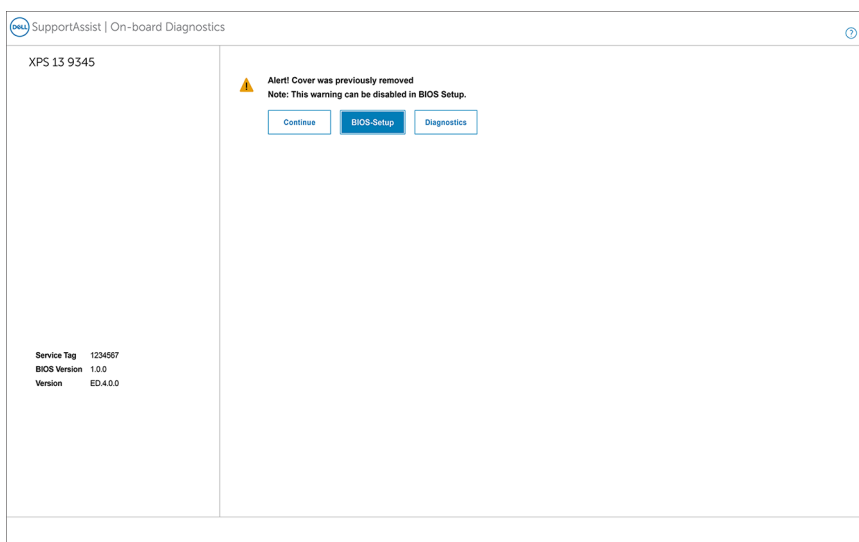 DELL SupportAssist | On-board Diagnostics
?
XPS 13 9345
Alert! Cover was previously removed
Note: This warning can be disabled in BIOS Setup.
Continue BIOS-Setup Diagnostics
Service Tag 1234567
BIOS Version 1.0.0
Version ED.4.0.0